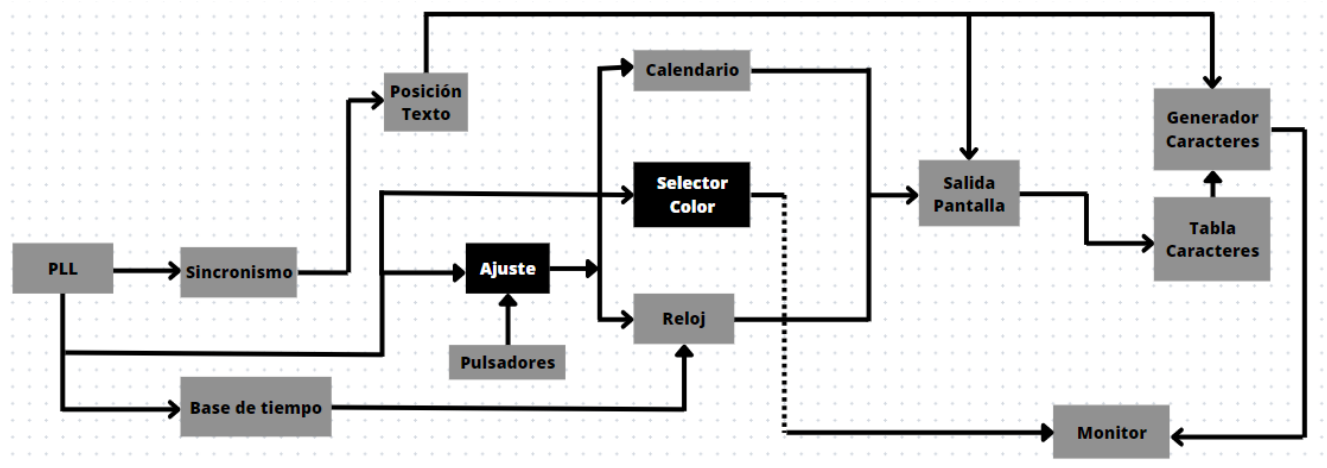 Calendario
Posición
Texto
Generador
Caracteres
Selector
Color
Salida
Pantalla
Tabla
Caracteres
PLL
Sincronismo
Ajuste
Reloj
Pulsadores
Base de tiempo
Monitor